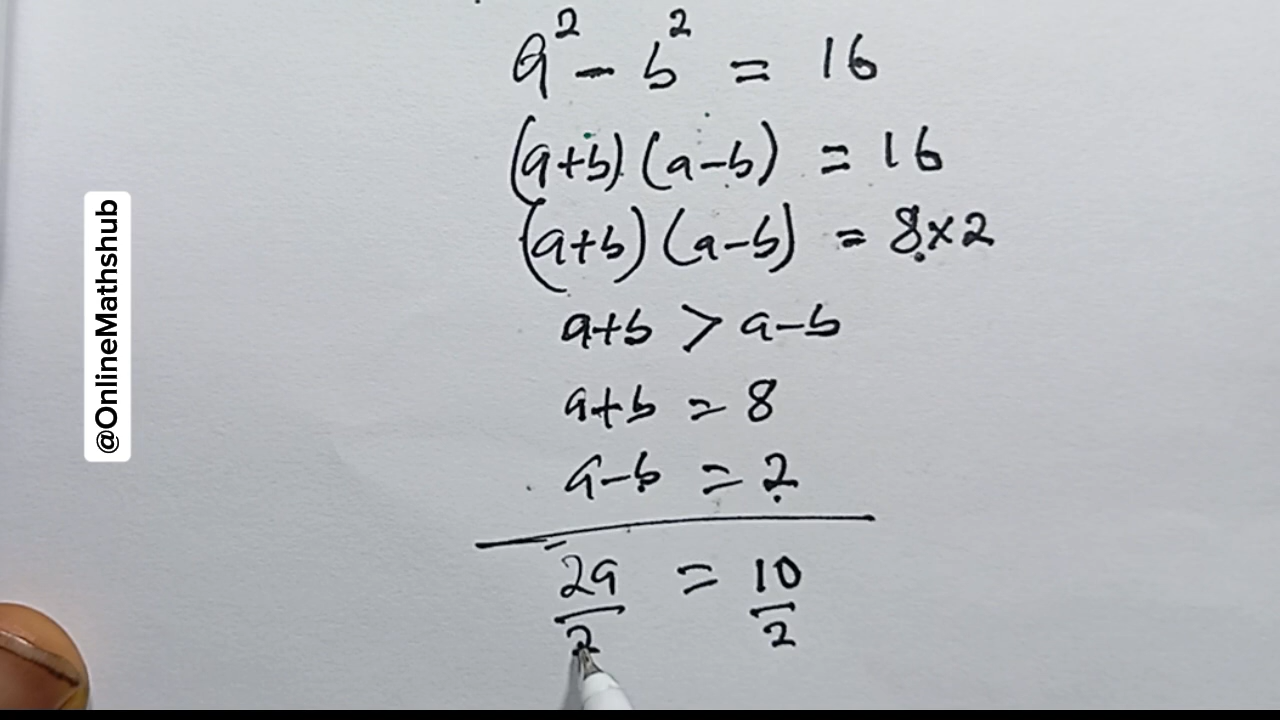 a² - b² = 16
(a+b) (a-b) = 16
(a+b) (a-b) = 8×2
a+b > a-b
a+b = 8
a-b = 2
2a/2 = 10/2
@OnlineMathshub